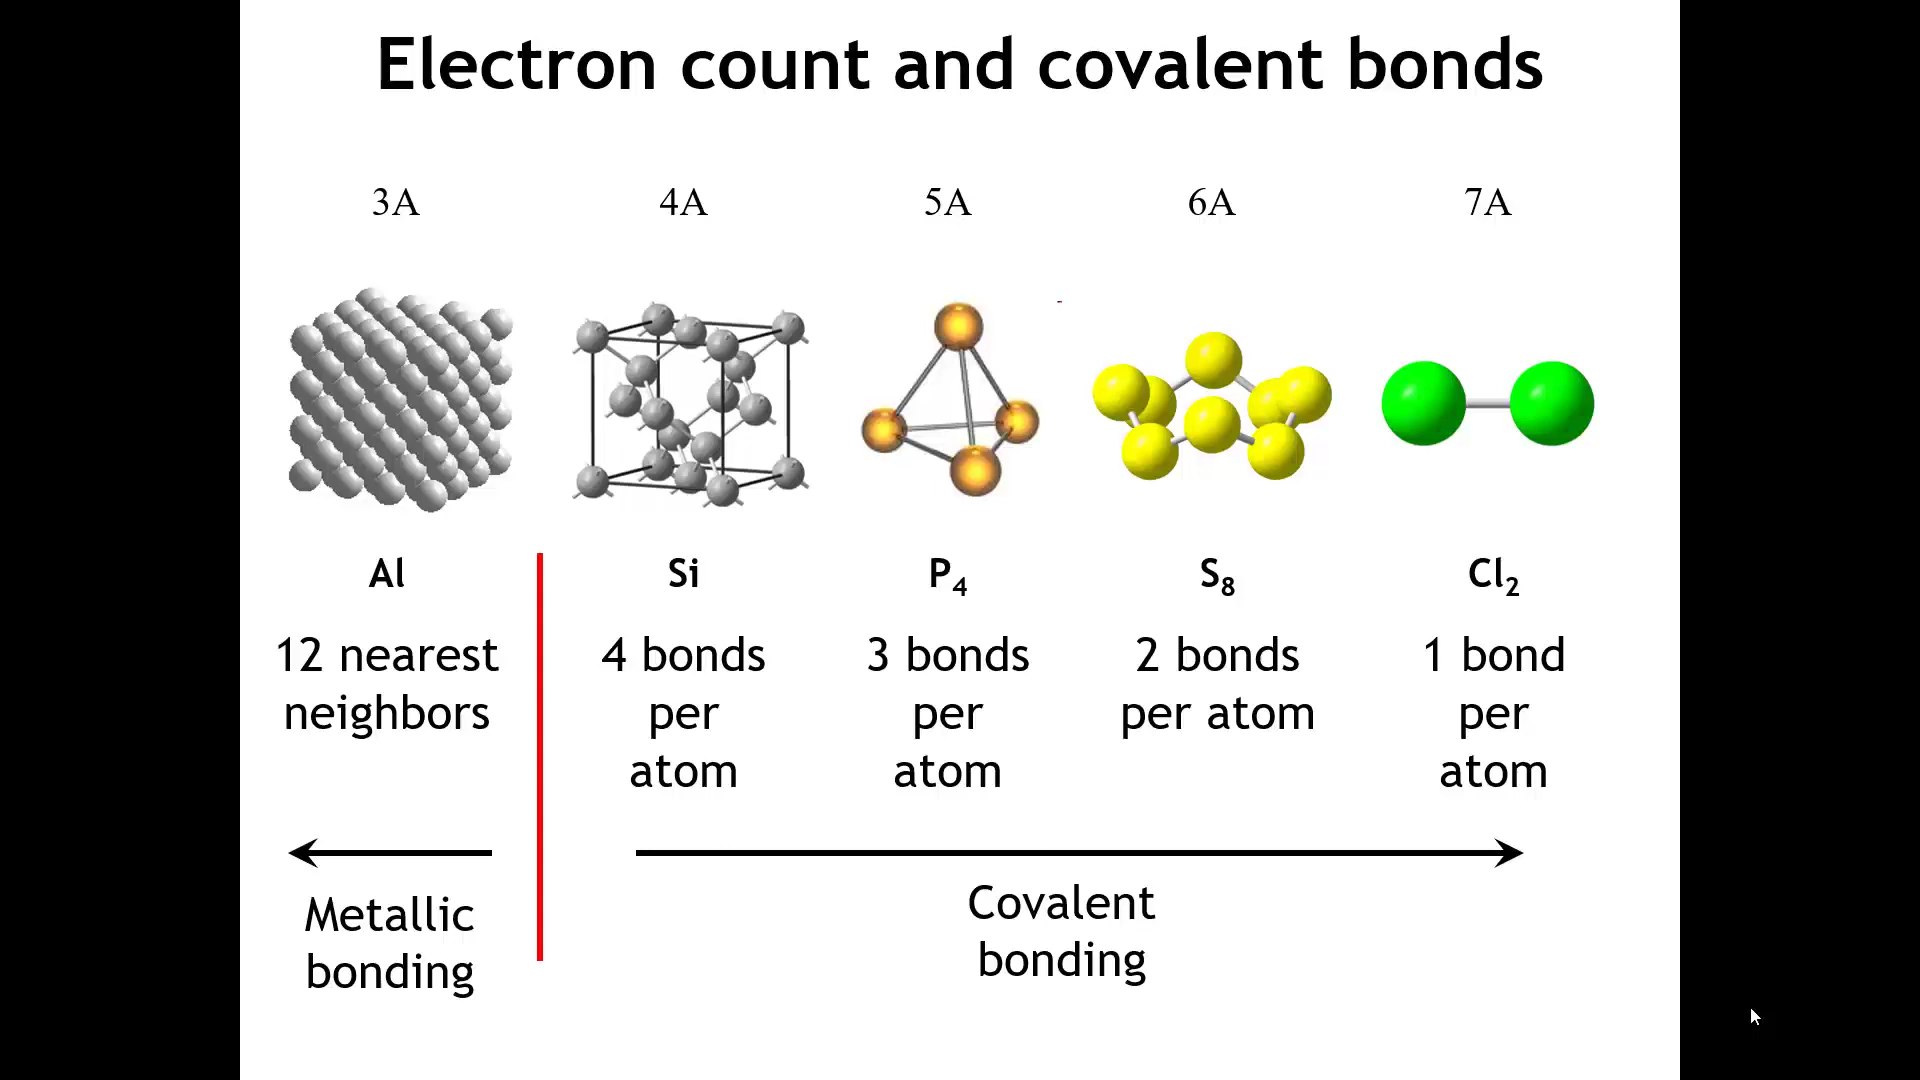 Electron count and covalent bonds
3A
4A
5A
6A
7A
Al
Si
P₄
S₈
Cl₂
12 nearest
neighbors
4 bonds
per
atom
3 bonds
per
atom
2 bonds
per atom
1 bond
per
atom
Metallic
bonding
Covalent
bonding